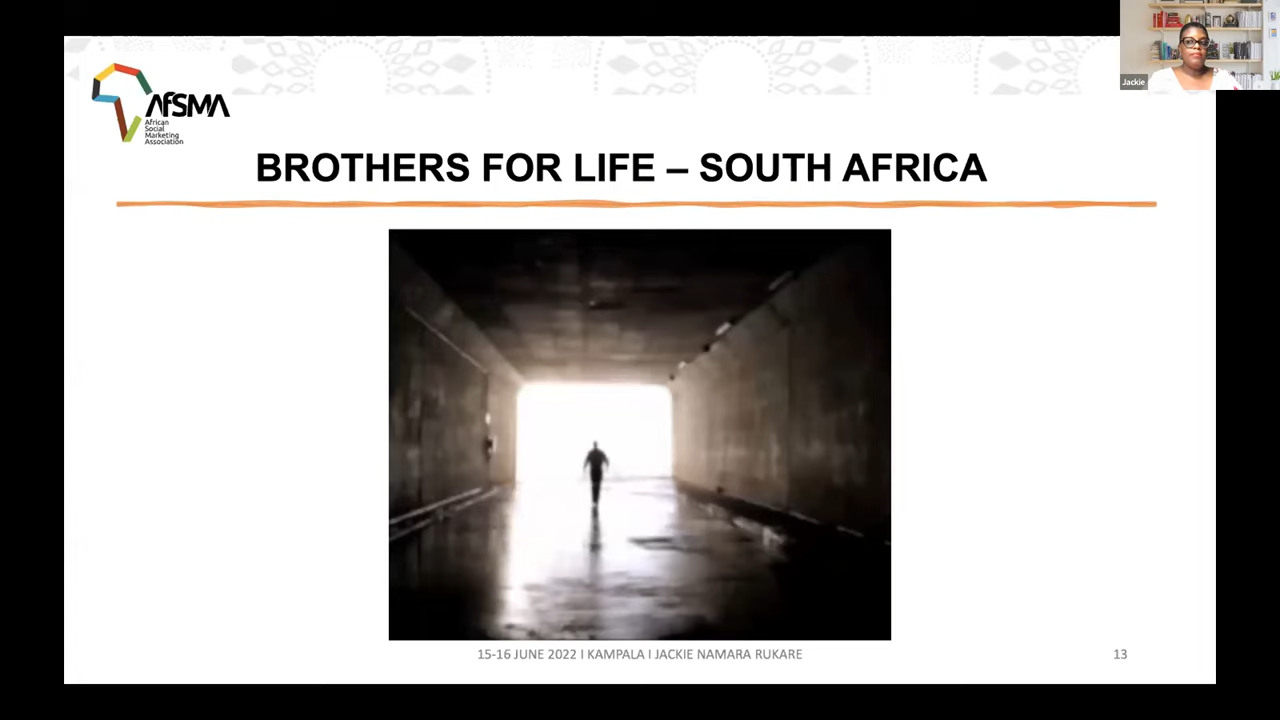 Jackie
AfSMA
African
Social
Marketing
Association
BROTHERS FOR LIFE – SOUTH AFRICA
15-16 JUNE 2022 I KAMPALA I JACKIE NAMARA RUKARE
13